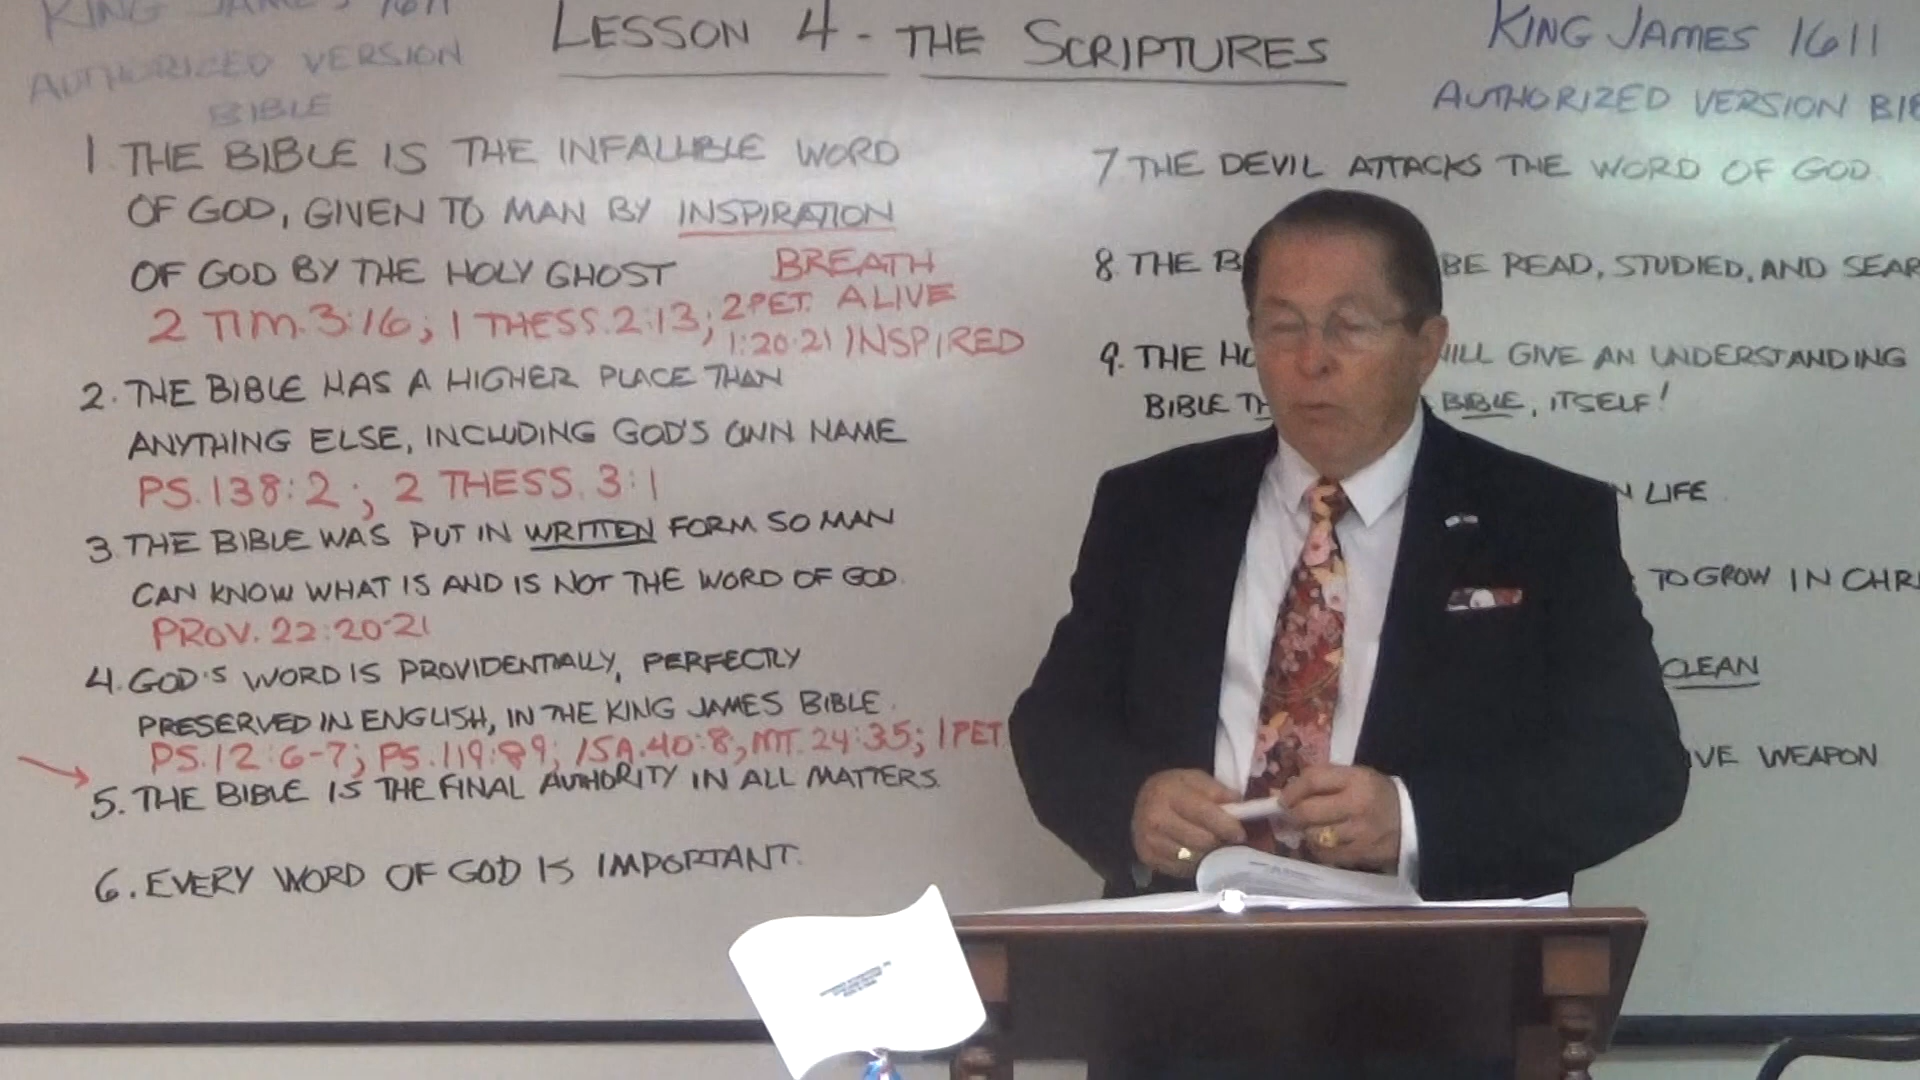 KING JAMES 1611
AUTHORIZED VERSION
BIBLE
LESSON 4 - THE SCRIPTURES
KING JAMES 1611
AUTHORIZED VERSION BIB
1 THE BIBLE IS THE INFALLIBLE WORD
OF GOD, GIVEN TO MAN BY INSPIRATION
OF GOD BY THE HOLY GHOST
BREATH
ALIVE
INSPIRED
2 TIM. 3:16; 1 THESS. 2:13; 2 PET.
1:20-21
2. THE BIBLE HAS A HIGHER PLACE THAN
ANYTHING ELSE, INCLUDING GOD'S OWN NAME
PS. 138:2; 2 THESS. 3:1
3 THE BIBLE WAS PUT IN WRITTEN FORM SO MAN
CAN KNOW WHAT IS AND IS NOT THE WORD OF GOD.
PROV. 22:20-21
4. GOD'S WORD IS PROVIDENTIALLY, PERFECTLY
PRESERVED IN ENGLISH, IN THE KING JAMES BIBLE.
PS. 12:6-7; PS. 119:89; ISA. 40:8; MT. 24:35; 1 PET
5. THE BIBLE IS THE FINAL AUTHORITY IN ALL MATTERS.
6. EVERY WORD OF GOD IS IMPORTANT.
7 THE DEVIL ATTACKS THE WORD OF GOD.
8. THE B BE READ, STUDIED, AND SEAR
9. THE HO ILL GIVE AN UNDERSTANDING
BIBLE TH BIBLE, ITSELF!
N LIFE
TO GROW IN CHRI
CLEAN
IVE WEAPON